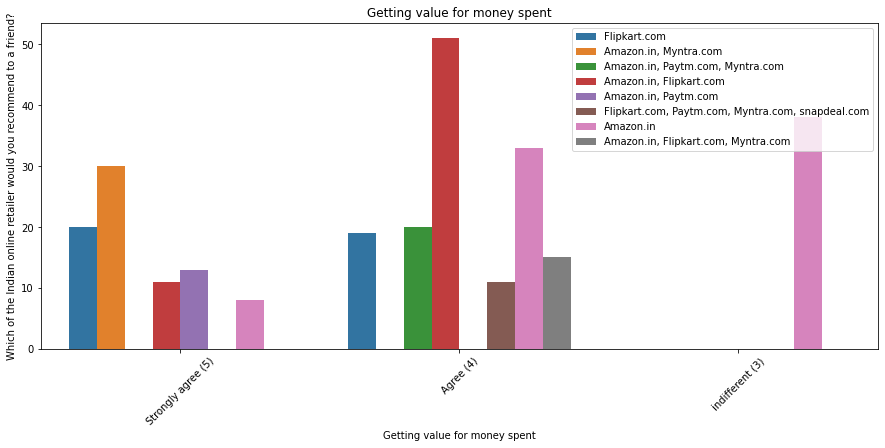 Getting value for money spent
Which of the Indian online retailer would you recommend to a friend?
50
40
30
20
10
0
Flipkart.com
Amazon.in, Myntra.com
Amazon.in, Paytm.com, Myntra.com
Amazon.in, Flipkart.com
Amazon.in, Paytm.com
Flipkart.com, Paytm.com, Myntra.com, snapdeal.com
Amazon.in
Amazon.in, Flipkart.com, Myntra.com
Strongly agree (5)
Agree (4)
indifferent (3)
Getting value for money spent